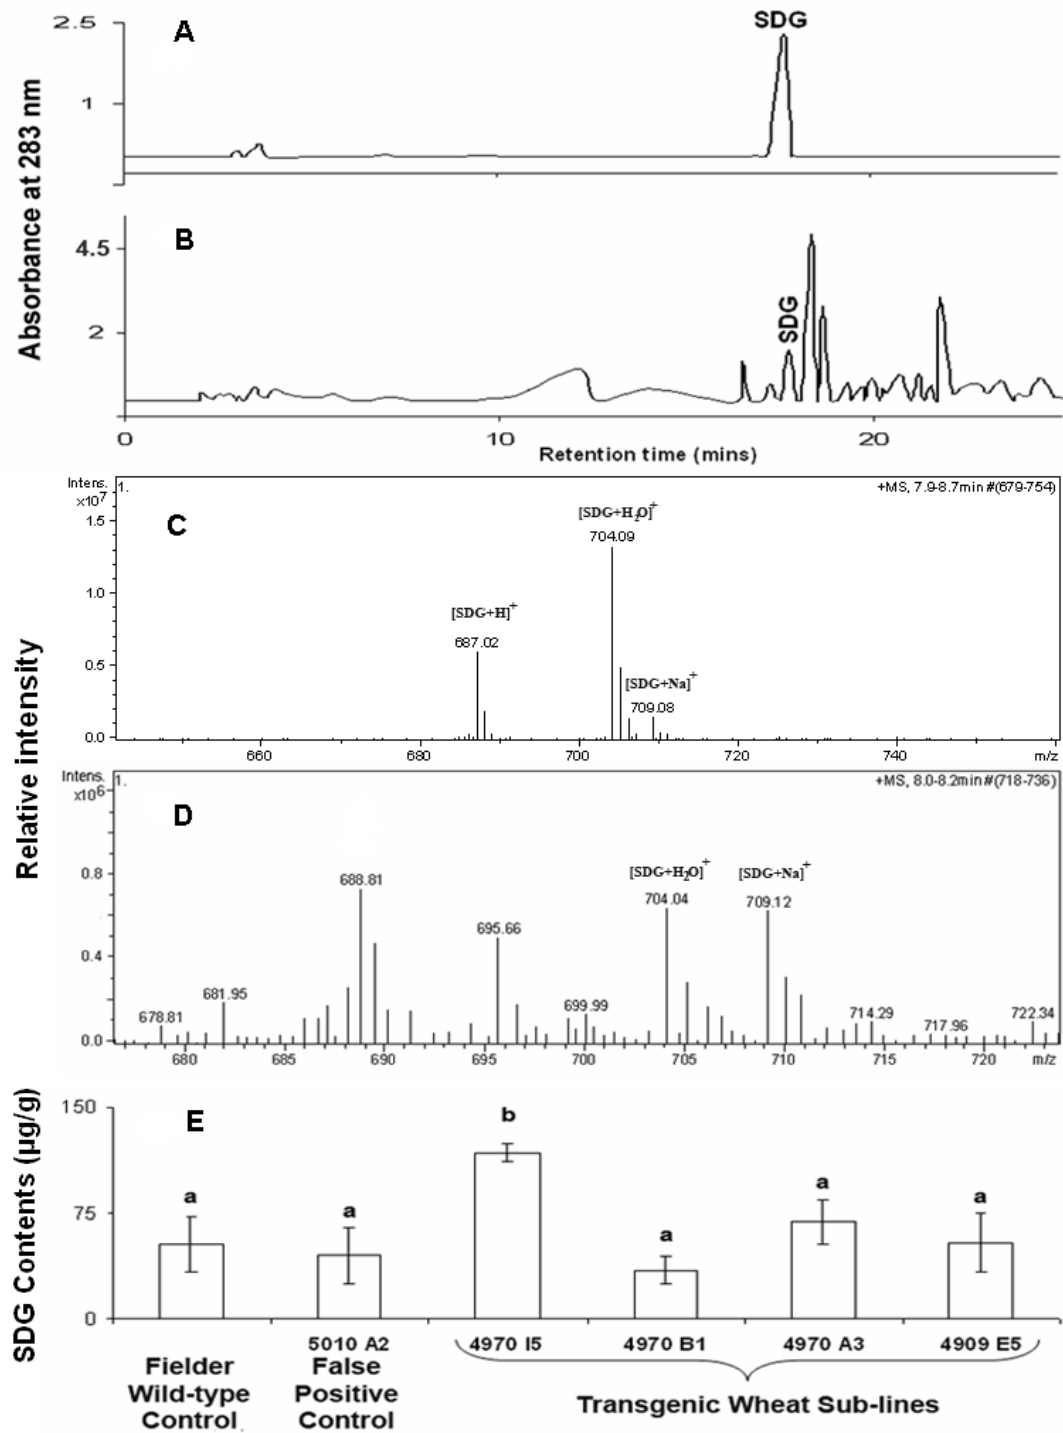 A
SDG
2.5
1
Absorbance at 283 nm
B
SDG
4.5
2
0 10 20
Retention time (mins)
Intens. 1. +MS, 7.9-8.7min #(679-754)
x10⁷
C
[SDG+H₂O]⁺
704.09
1.5
1.0
[SDG+H]⁺
687.02
[SDG+Na]⁺
709.08
0.5
0.0
660 680 700 720 740 m/z
Relative intensity
Intens. 1. +MS, 8.0-8.2min #(718-736)
x10⁶
D
[SDG+H₂O]⁺ [SDG+Na]⁺
0.8
688.81 704.04 709.12
695.66
0.4
678.81 681.95 699.99 714.29 717.96 722.34
0.0
680 685 690 695 700 705 710 715 720 m/z
SDG Contents (µg/g)
150
E
b
a a a a a
75
0
5010 A2 4970 I5 4970 B1 4970 A3 4909 E5
Fielder
Wild-type
Control
False
Positive
Control
Transgenic Wheat Sub-lines